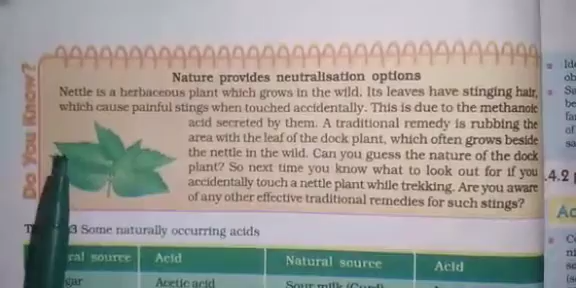 Do You Know?
Nature provides neutralisation options
Nettle is a herbaceous plant which grows in the wild. Its leaves have stinging hair,
which cause painful stings when touched accidentally. This is due to the methanoic
acid secreted by them. A traditional remedy is rubbing the
area with the leaf of the dock plant, which often grows beside
the nettle in the wild. Can you guess the nature of the dock
plant? So next time you know what to look out for if you
accidentally touch a nettle plant while trekking. Are you aware
of any other effective traditional remedies for such stings?
3 Some naturally occurring acids
source Acid Natural source Acid
Acetic acid Sour milk (Curd)
.4.2